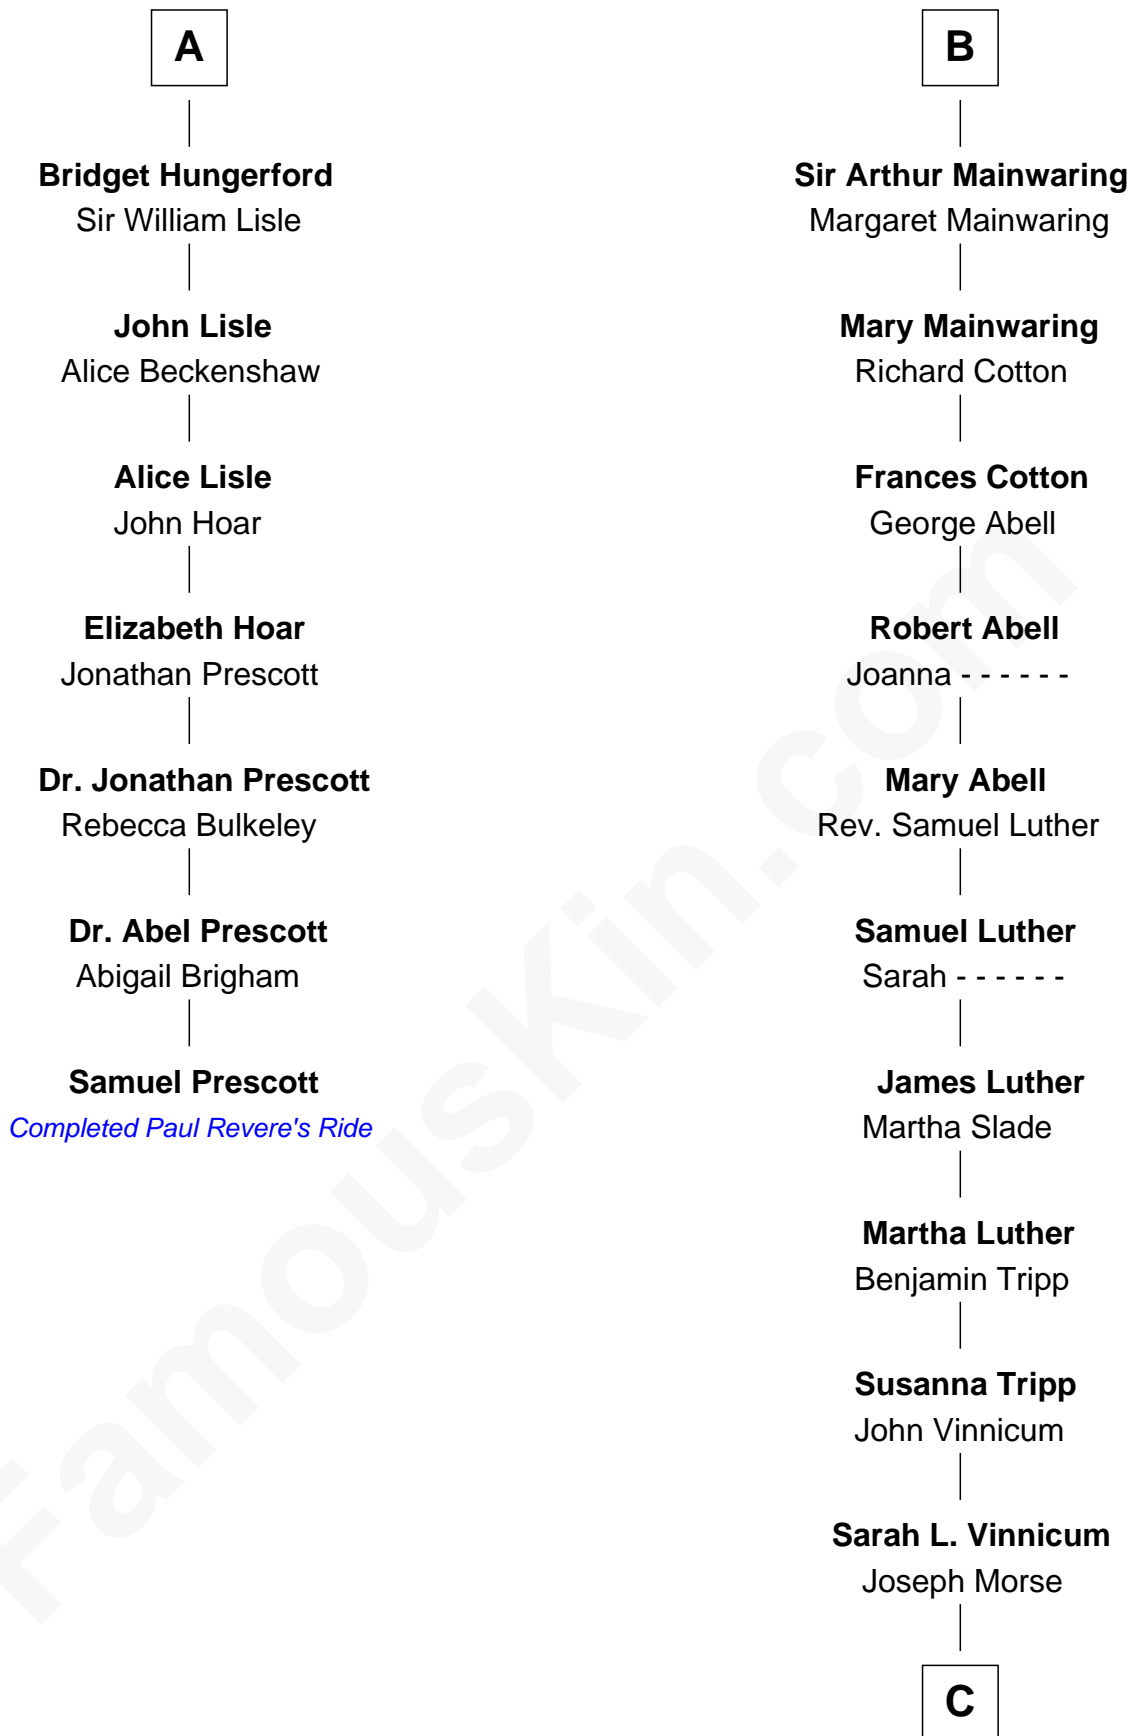 A
Bridget Hungerford
Sir William Lisle
John Lisle
Alice Beckenshaw
Alice Lisle
John Hoar
Elizabeth Hoar
Jonathan Prescott
Dr. Jonathan Prescott
Rebecca Bulkeley
Dr. Abel Prescott
Abigail Brigham
Samuel Prescott
Completed Paul Revere's Ride
B
Sir Arthur Mainwaring
Margaret Mainwaring
Mary Mainwaring
Richard Cotton
Frances Cotton
George Abell
Robert Abell
Joanna - - - - - -
Mary Abell
Rev. Samuel Luther
Samuel Luther
Sarah - - - - - -
James Luther
Martha Slade
Martha Luther
Benjamin Tripp
Susanna Tripp
John Vinnicum
Sarah L. Vinnicum
Joseph Morse
C
FamousKin.com